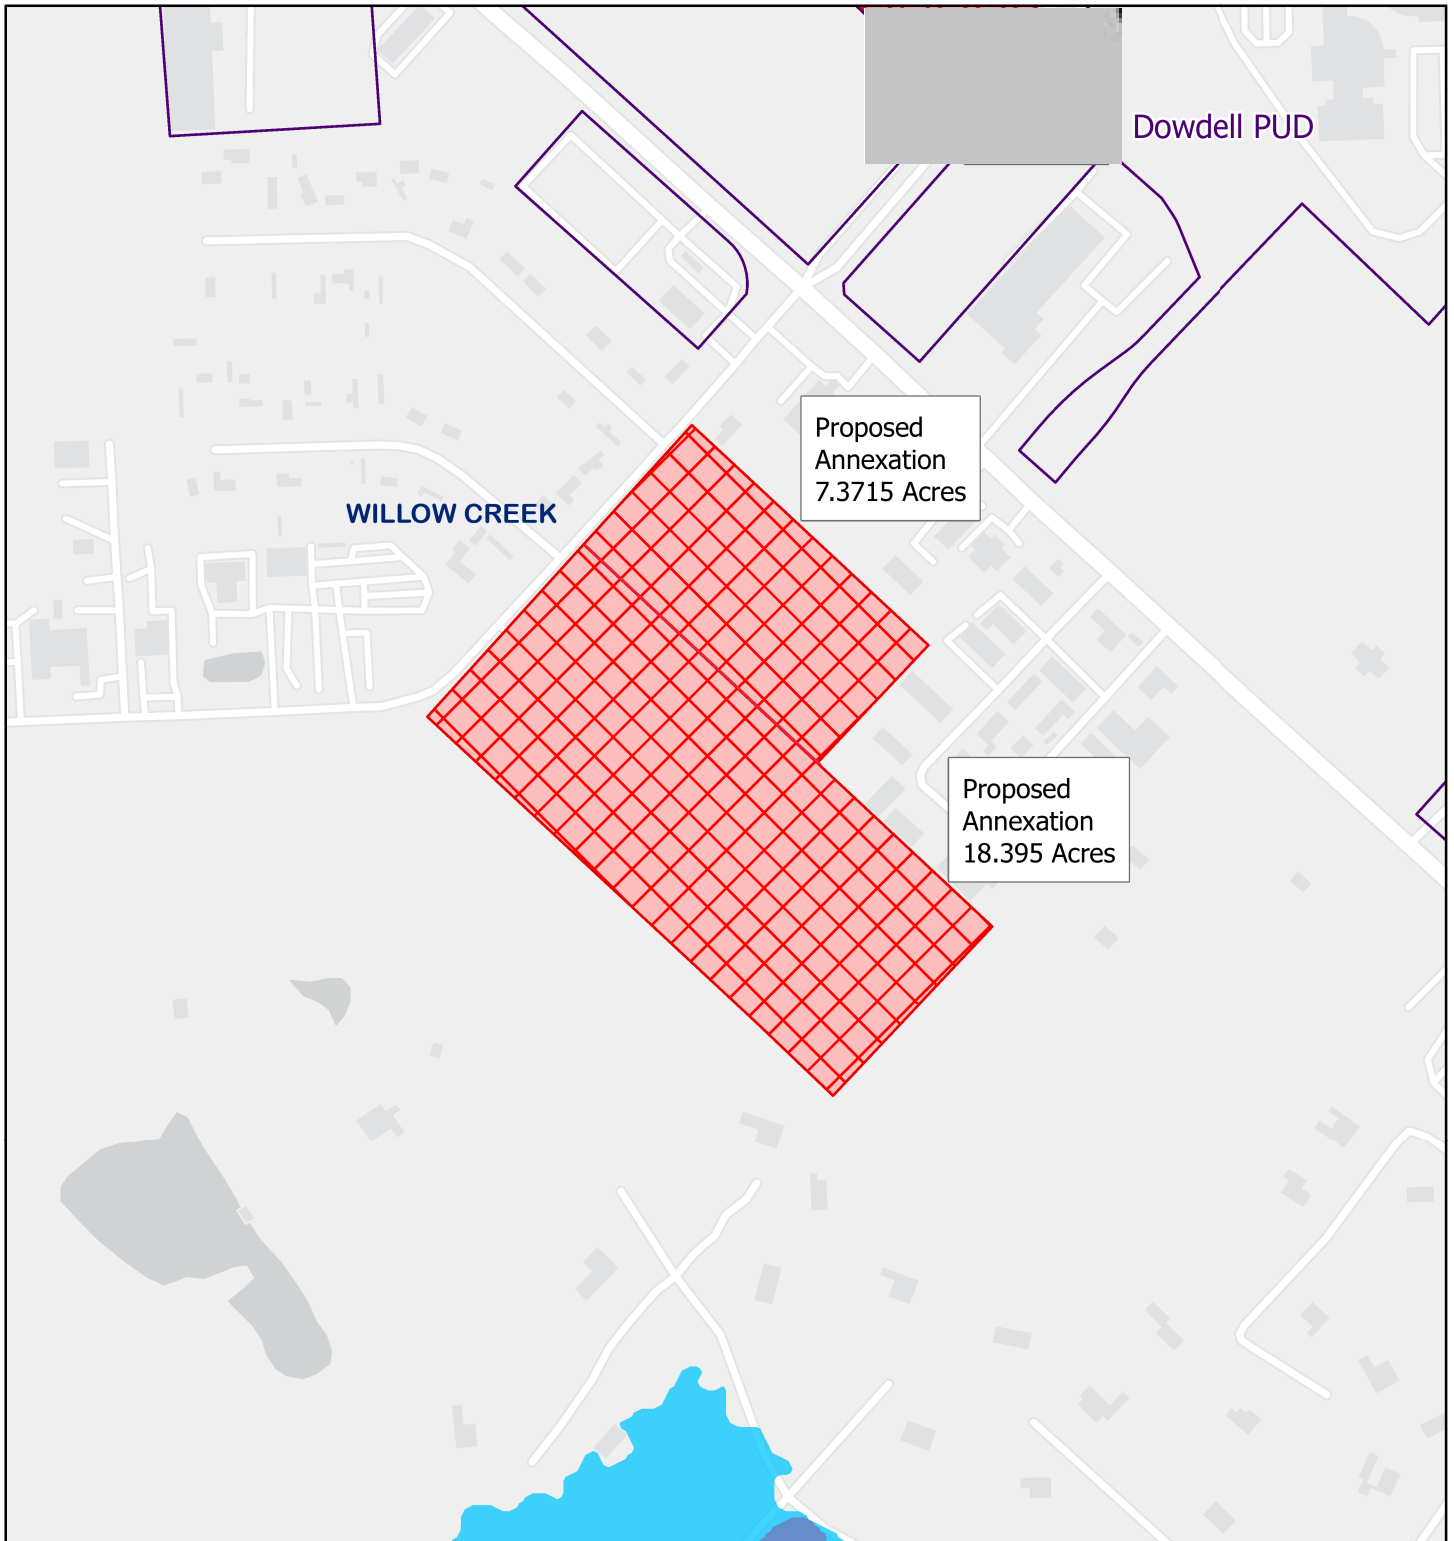 Dowdell PUD
Proposed
Annexation
7.3715 Acres
WILLOW CREEK
Proposed
Annexation
18.395 Acres